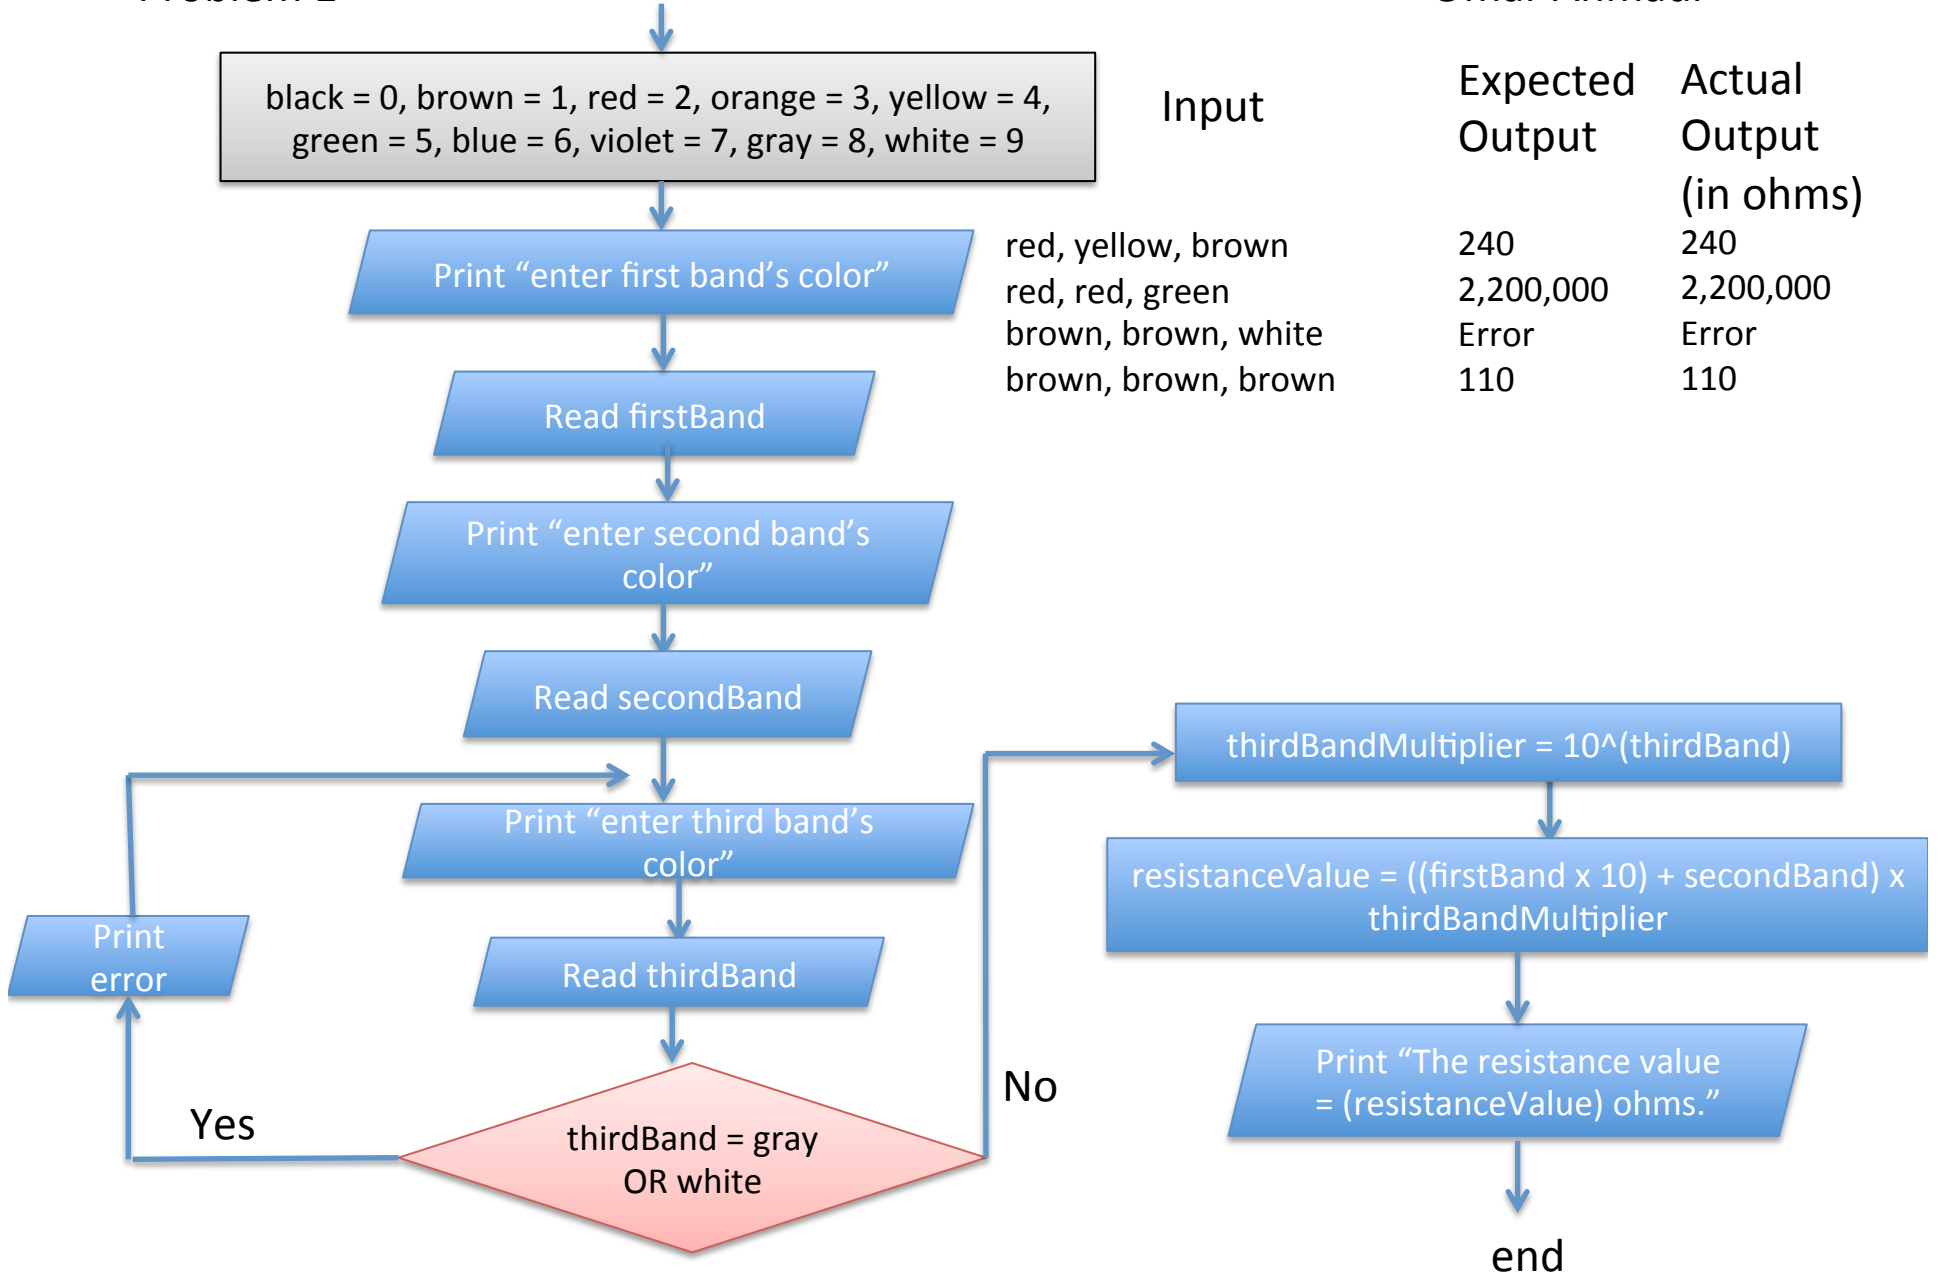 black = 0, brown = 1, red = 2, orange = 3, yellow = 4,
green = 5, blue = 6, violet = 7, gray = 8, white = 9
Print “enter first band’s color”
Read firstBand
Print “enter second band’s
color”
Read secondBand
Print “enter third band’s
color”
Read thirdBand
thirdBand = gray
OR white
Yes
Print
error
No
thirdBandMultiplier = 10^(thirdBand)
resistanceValue = ((firstBand x 10) + secondBand) x
thirdBandMultiplier
Print “The resistance value
= (resistanceValue) ohms.”
end
Input Expected Actual
Output Output
(in ohms)
red, yellow, brown 240 240
red, red, green 2,200,000 2,200,000
brown, brown, white Error Error
brown, brown, brown 110 110